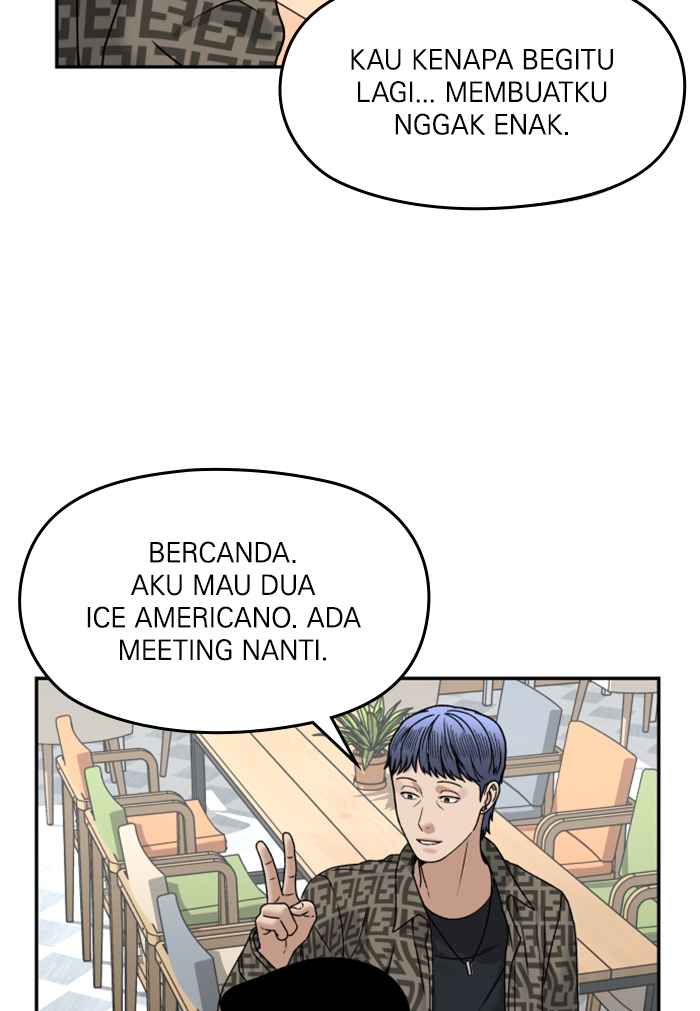 KAU KENAPA BEGITU
LAGI... MEMBUATKU
NGGAK ENAK.
BERCANDA.
AKU MAU DUA
ICE AMERICANO. ADA
MEETING NANTI.